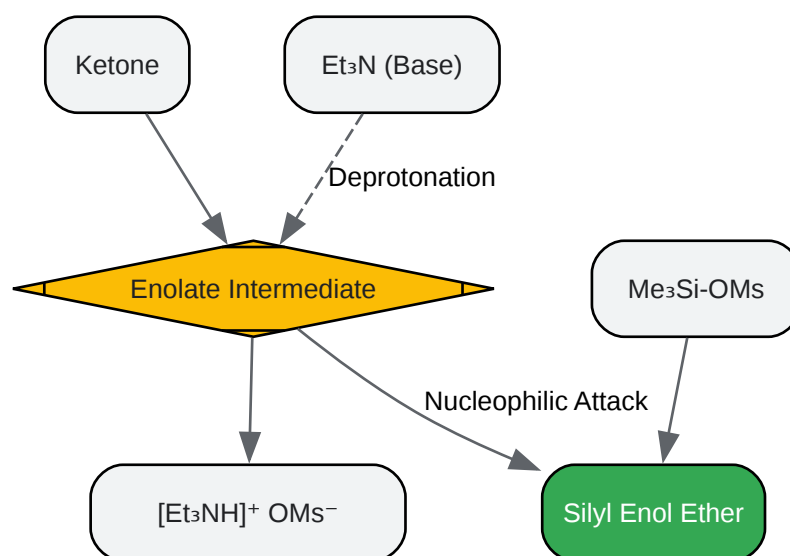 Ketone
Et₃N (Base)
Deprotonation
Enolate Intermediate
Me₃Si-OMs
Nucleophilic Attack
[Et₃NH]⁺ OMs⁻
Silyl Enol Ether